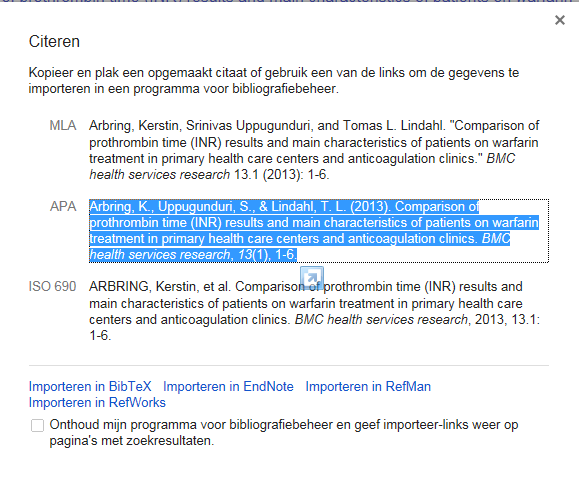 Citeren
Kopieer en plak een opgemaakt citaat of gebruik een van de links om de gegevens te
importeren in een programma voor bibliografiebeheer.
MLA Arbring, Kerstin, Srinivas Uppugunduri, and Tomas L. Lindahl. "Comparison of
prothrombin time (INR) results and main characteristics of patients on warfarin
treatment in primary health care centers and anticoagulation clinics." BMC
health services research 13.1 (2013): 1-6.
APA Arbring, K., Uppugunduri, S., & Lindahl, T. L. (2013). Comparison of
prothrombin time (INR) results and main characteristics of patients on warfarin
treatment in primary health care centers and anticoagulation clinics. BMC
health services research, 13(1), 1-6.
ISO 690 ARBRING, Kerstin, et al. Comparison of prothrombin time (INR) results and
main characteristics of patients on warfarin treatment in primary health care
centers and anticoagulation clinics. BMC health services research, 2013, 13.1:
1-6.
Importeren in BibTeX Importeren in EndNote Importeren in RefMan
Importeren in RefWorks
Onthoud mijn programma voor bibliografiebeheer en geef importeer-links weer op
pagina's met zoekresultaten.